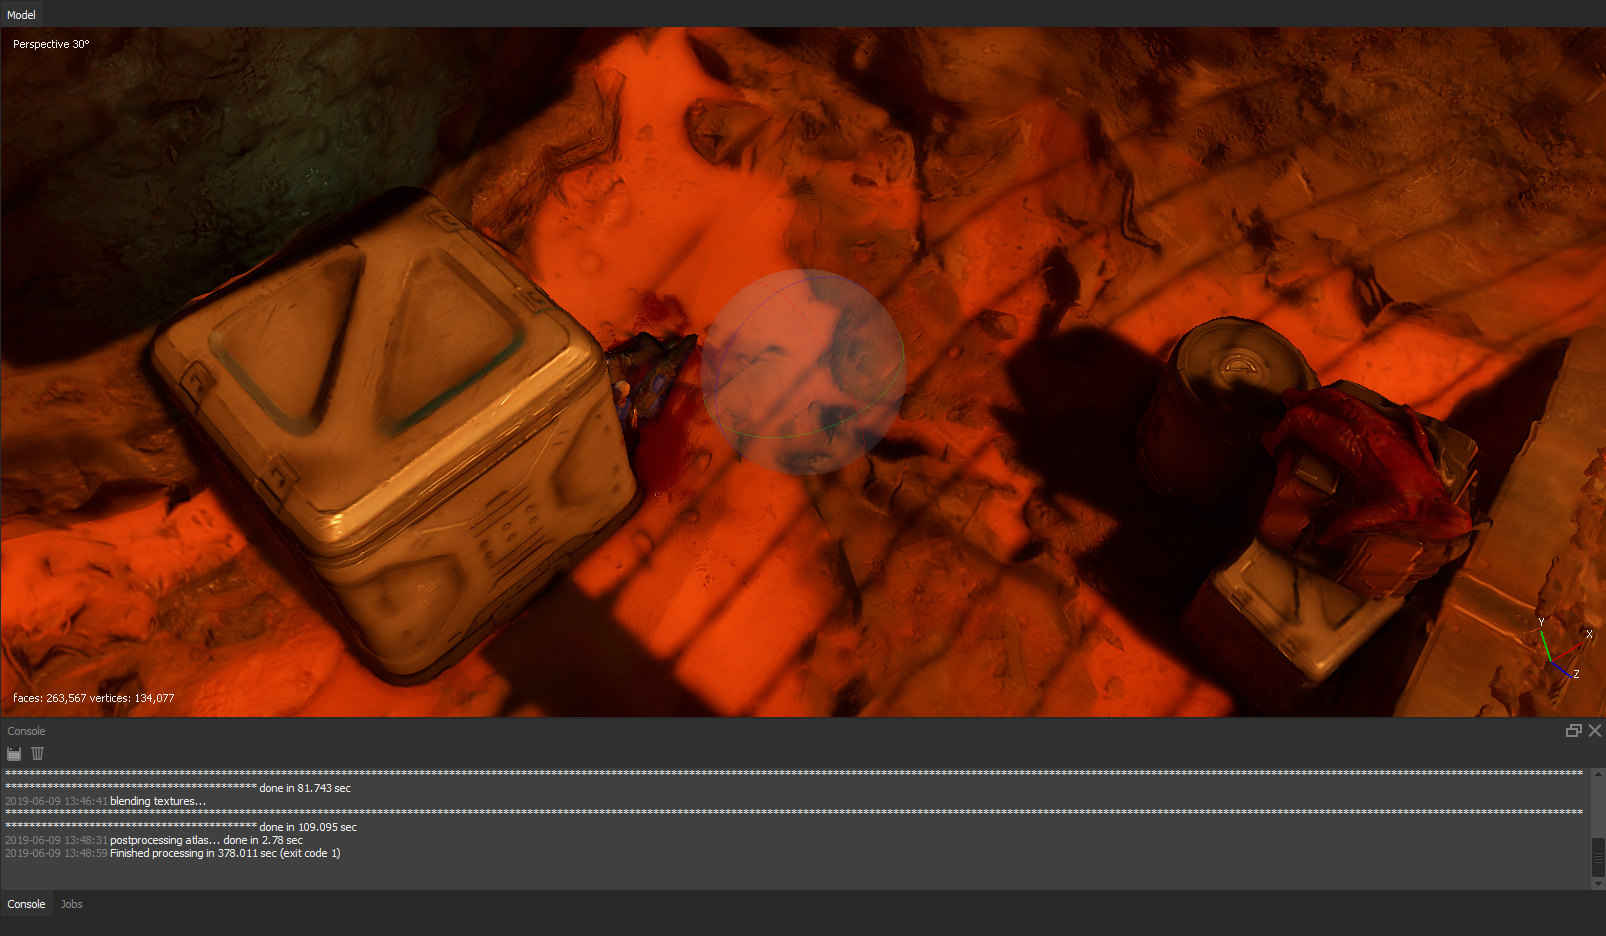 Model
Perspective 30°
Y
X
Z
faces: 263,567 vertices: 134,077
Console
****************************************************************************************************************************************************************************************************************************************************************************
****************************************** done in 81.743 sec
2019-06-09 13:46:41 blending textures...
****************************************************************************************************************************************************************************************************************************************************************************
****************************************** done in 109.095 sec
2019-06-09 13:48:31 postprocessing atlas... done in 2.78 sec
2019-06-09 13:48:59 Finished processing in 378.011 sec (exit code 1)
Console Jobs